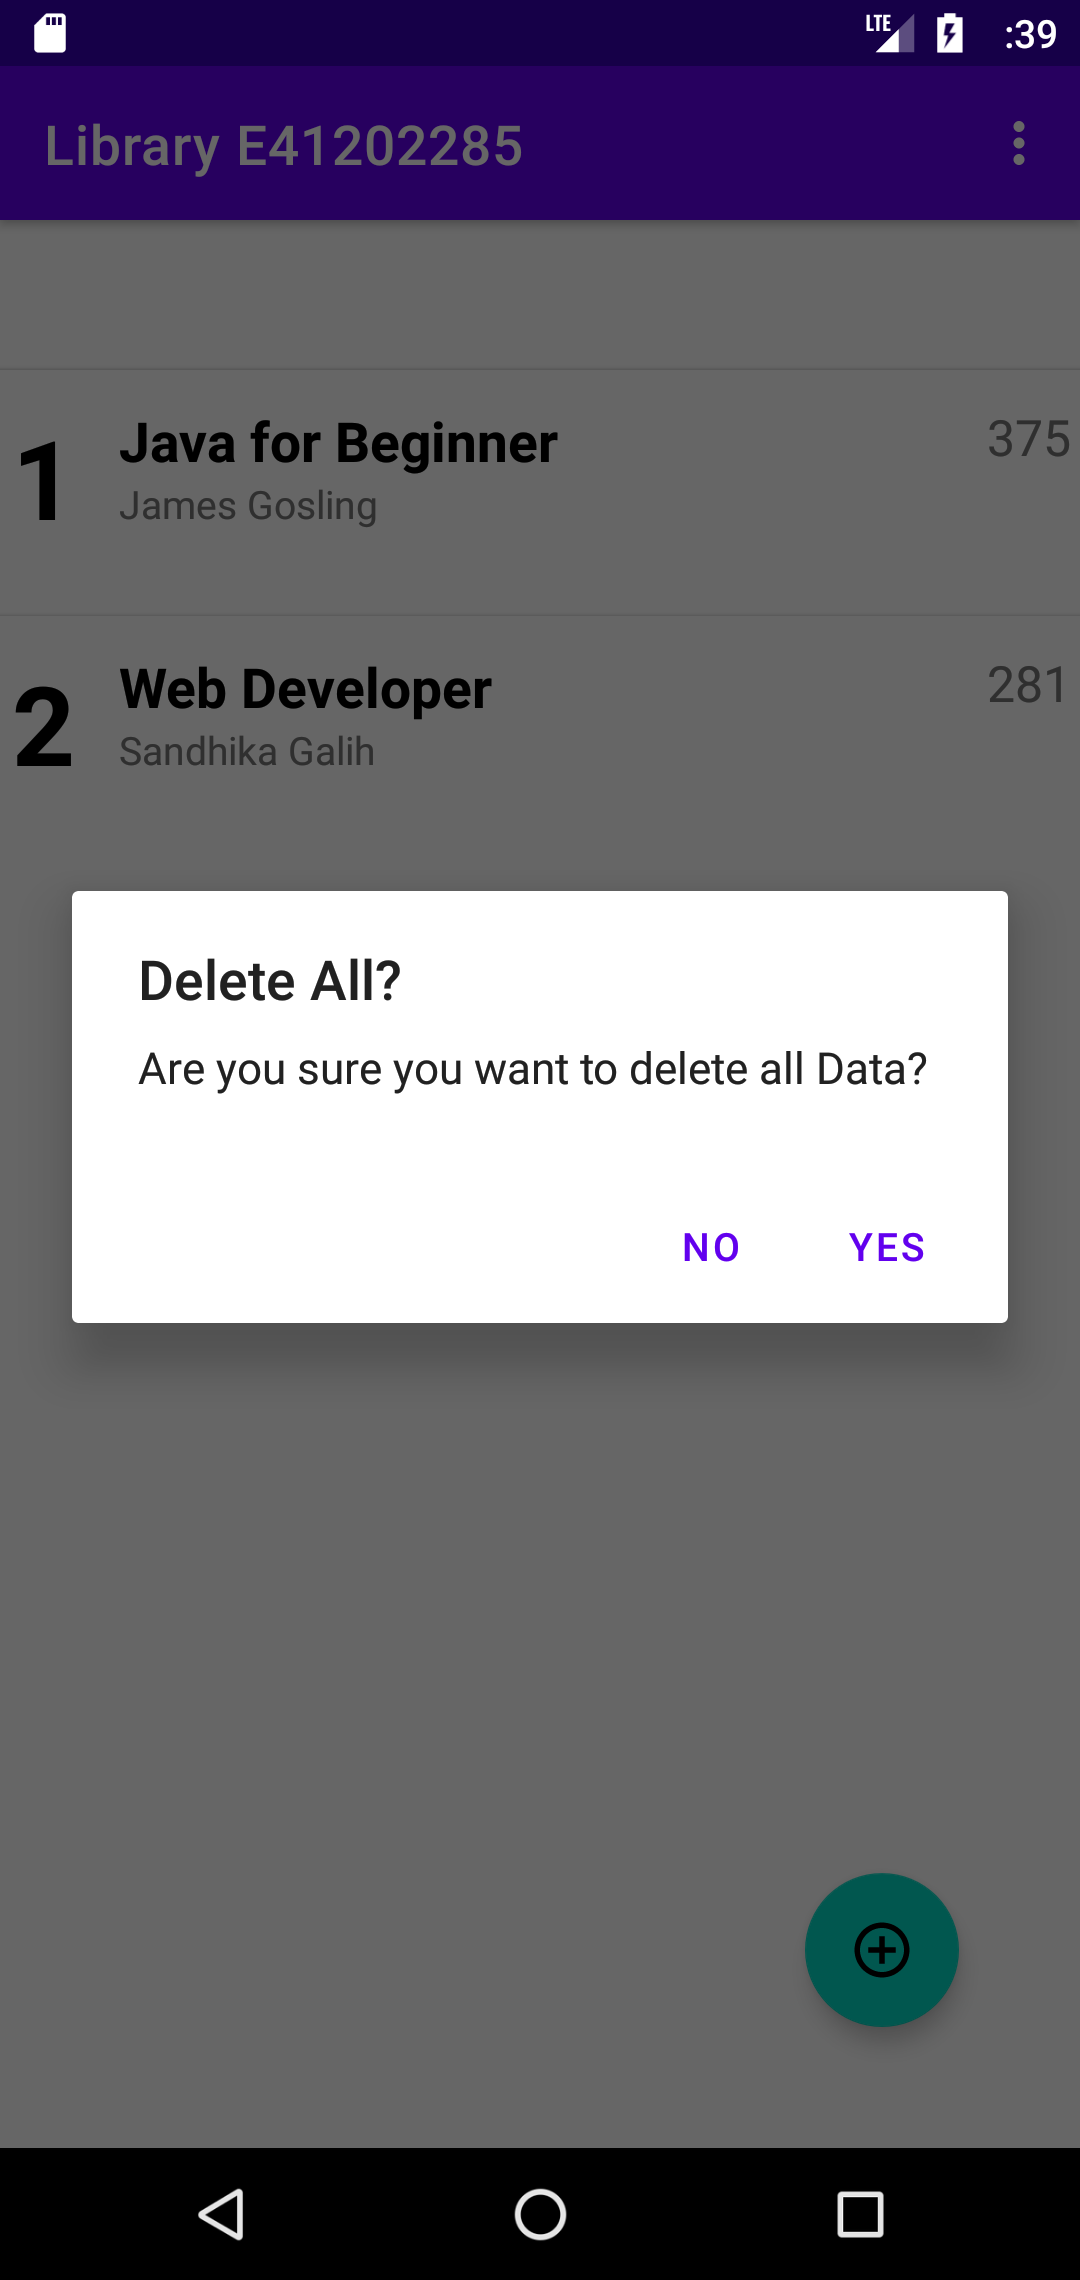 LTE :39
Library E41202285
1 Java for Beginner 375
James Gosling
2 Web Developer 281
Sandhika Galih
Delete All?
Are you sure you want to delete all Data?
NO YES